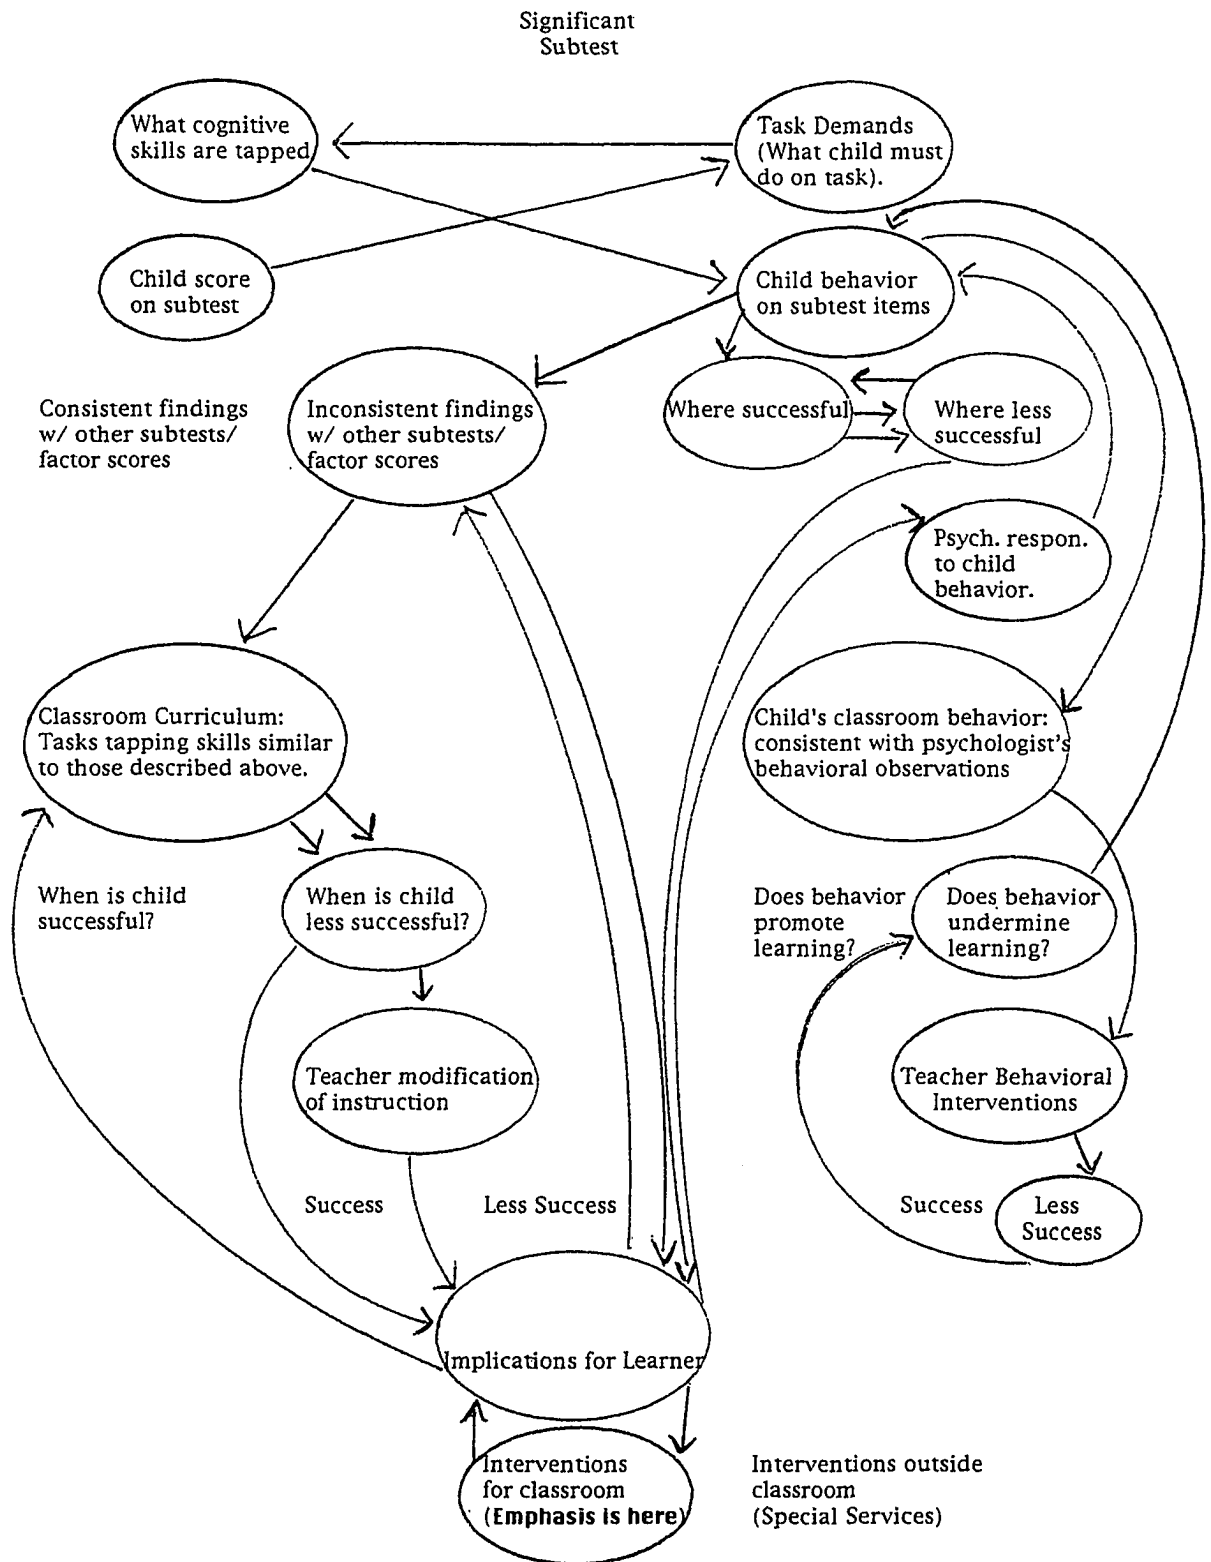 Significant
Subtest
What cognitive
skills are tapped
Task Demands
(What child must
do on task).
Child score
on subtest
Child behavior
on subtest items
Consistent findings
w/ other subtests/
factor scores
Inconsistent findings
w/ other subtests/
factor scores
Where successful
Where less
successful
Psych. respon.
to child
behavior.
Classroom Curriculum:
Tasks tapping skills similar
to those described above.
Child's classroom behavior:
consistent with psychologist's
behavioral observations
When is child
successful?
When is child
less successful?
Does behavior
promote
learning?
Does behavior
undermine
learning?
Teacher modification
of instruction
Teacher Behavioral
Interventions
Success
Less Success
Success
Less
Success
Implications for Learner
Interventions
for classroom
(Emphasis is here)
Interventions outside
classroom
(Special Services)